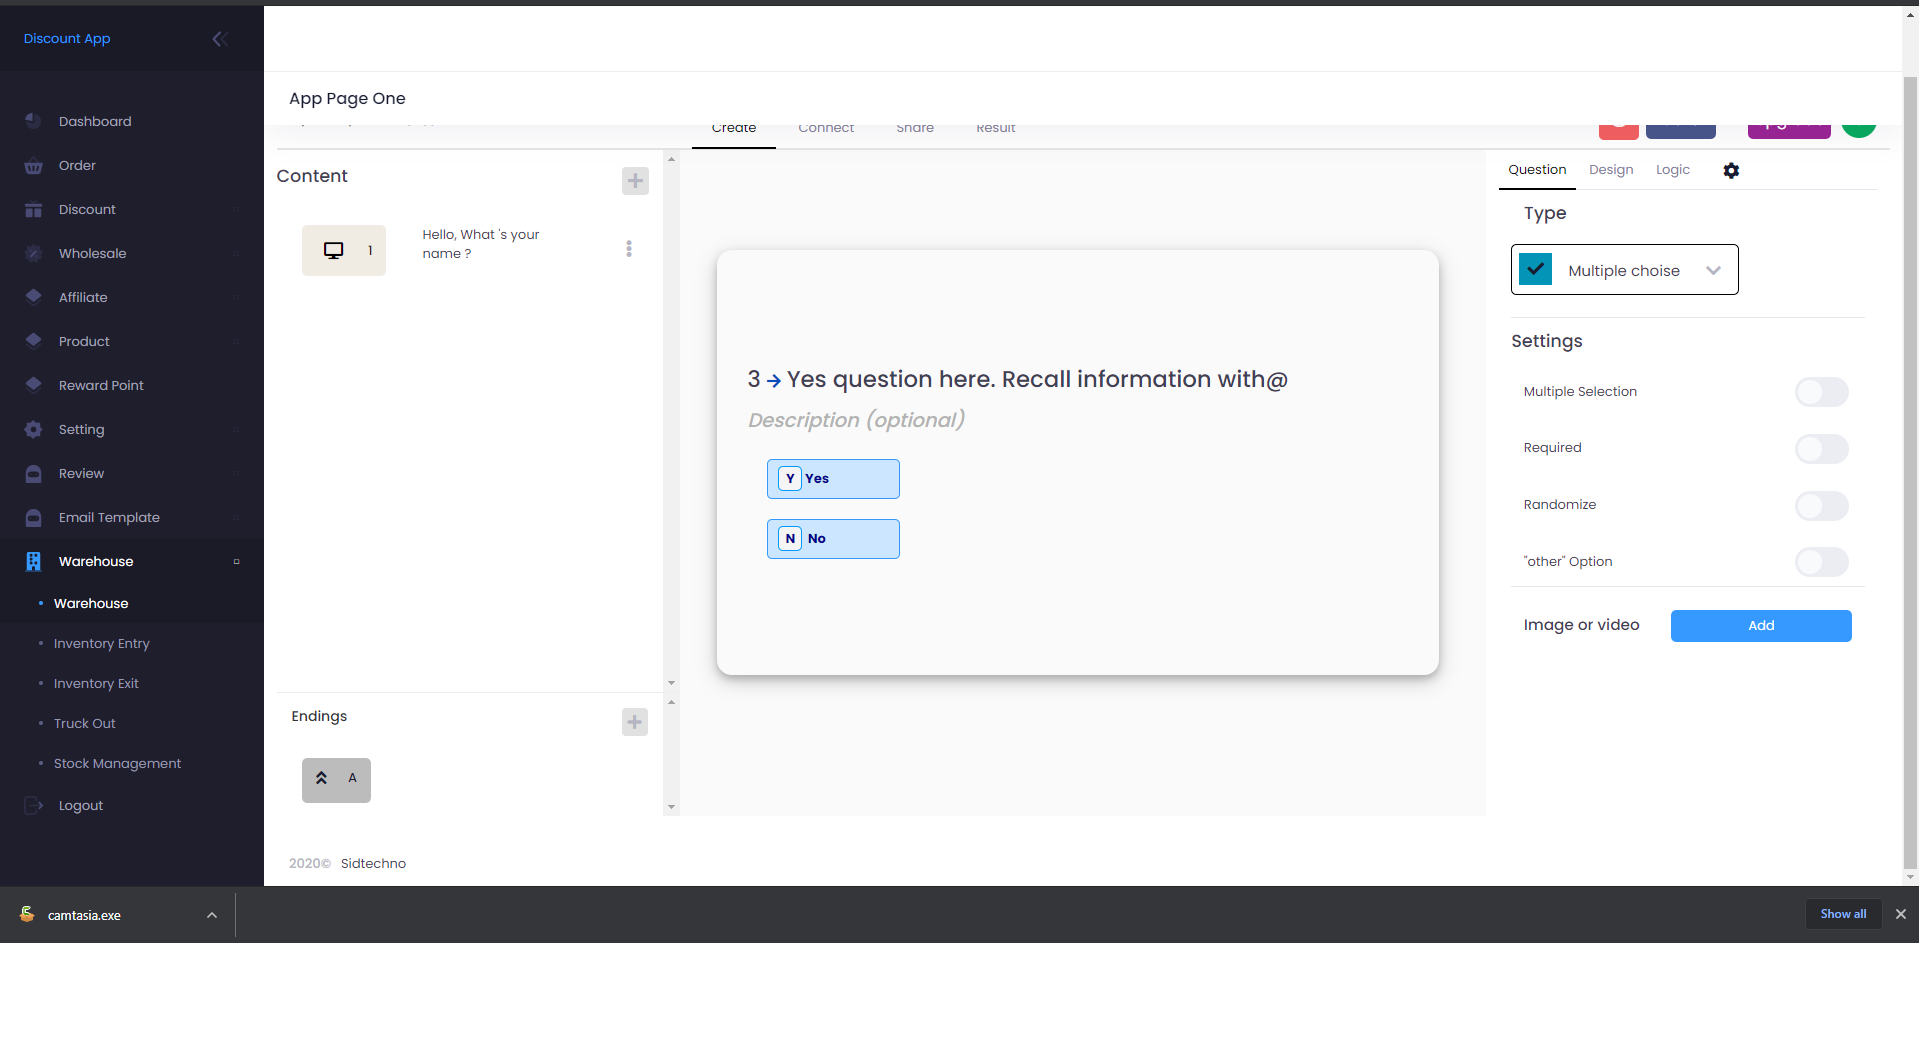 Discount App
Dashboard
Order
Discount
Wholesale
Affiliate
Product
Reward Point
Setting
Review
Email Template
Warehouse
Warehouse
Inventory Entry
Inventory Exit
Truck Out
Stock Management
Logout
App Page One
Create Connect Share Result
Content
1
Hello, What 's your
name ?
Endings
A
3 → Yes question here. Recall information with@
Description (optional)
Y Yes
N No
Question Design Logic
Type
Multiple choise
Settings
Multiple Selection
Required
Randomize
"other" Option
Image or video Add
2020© Sidtechno
camtasia.exe
Show all